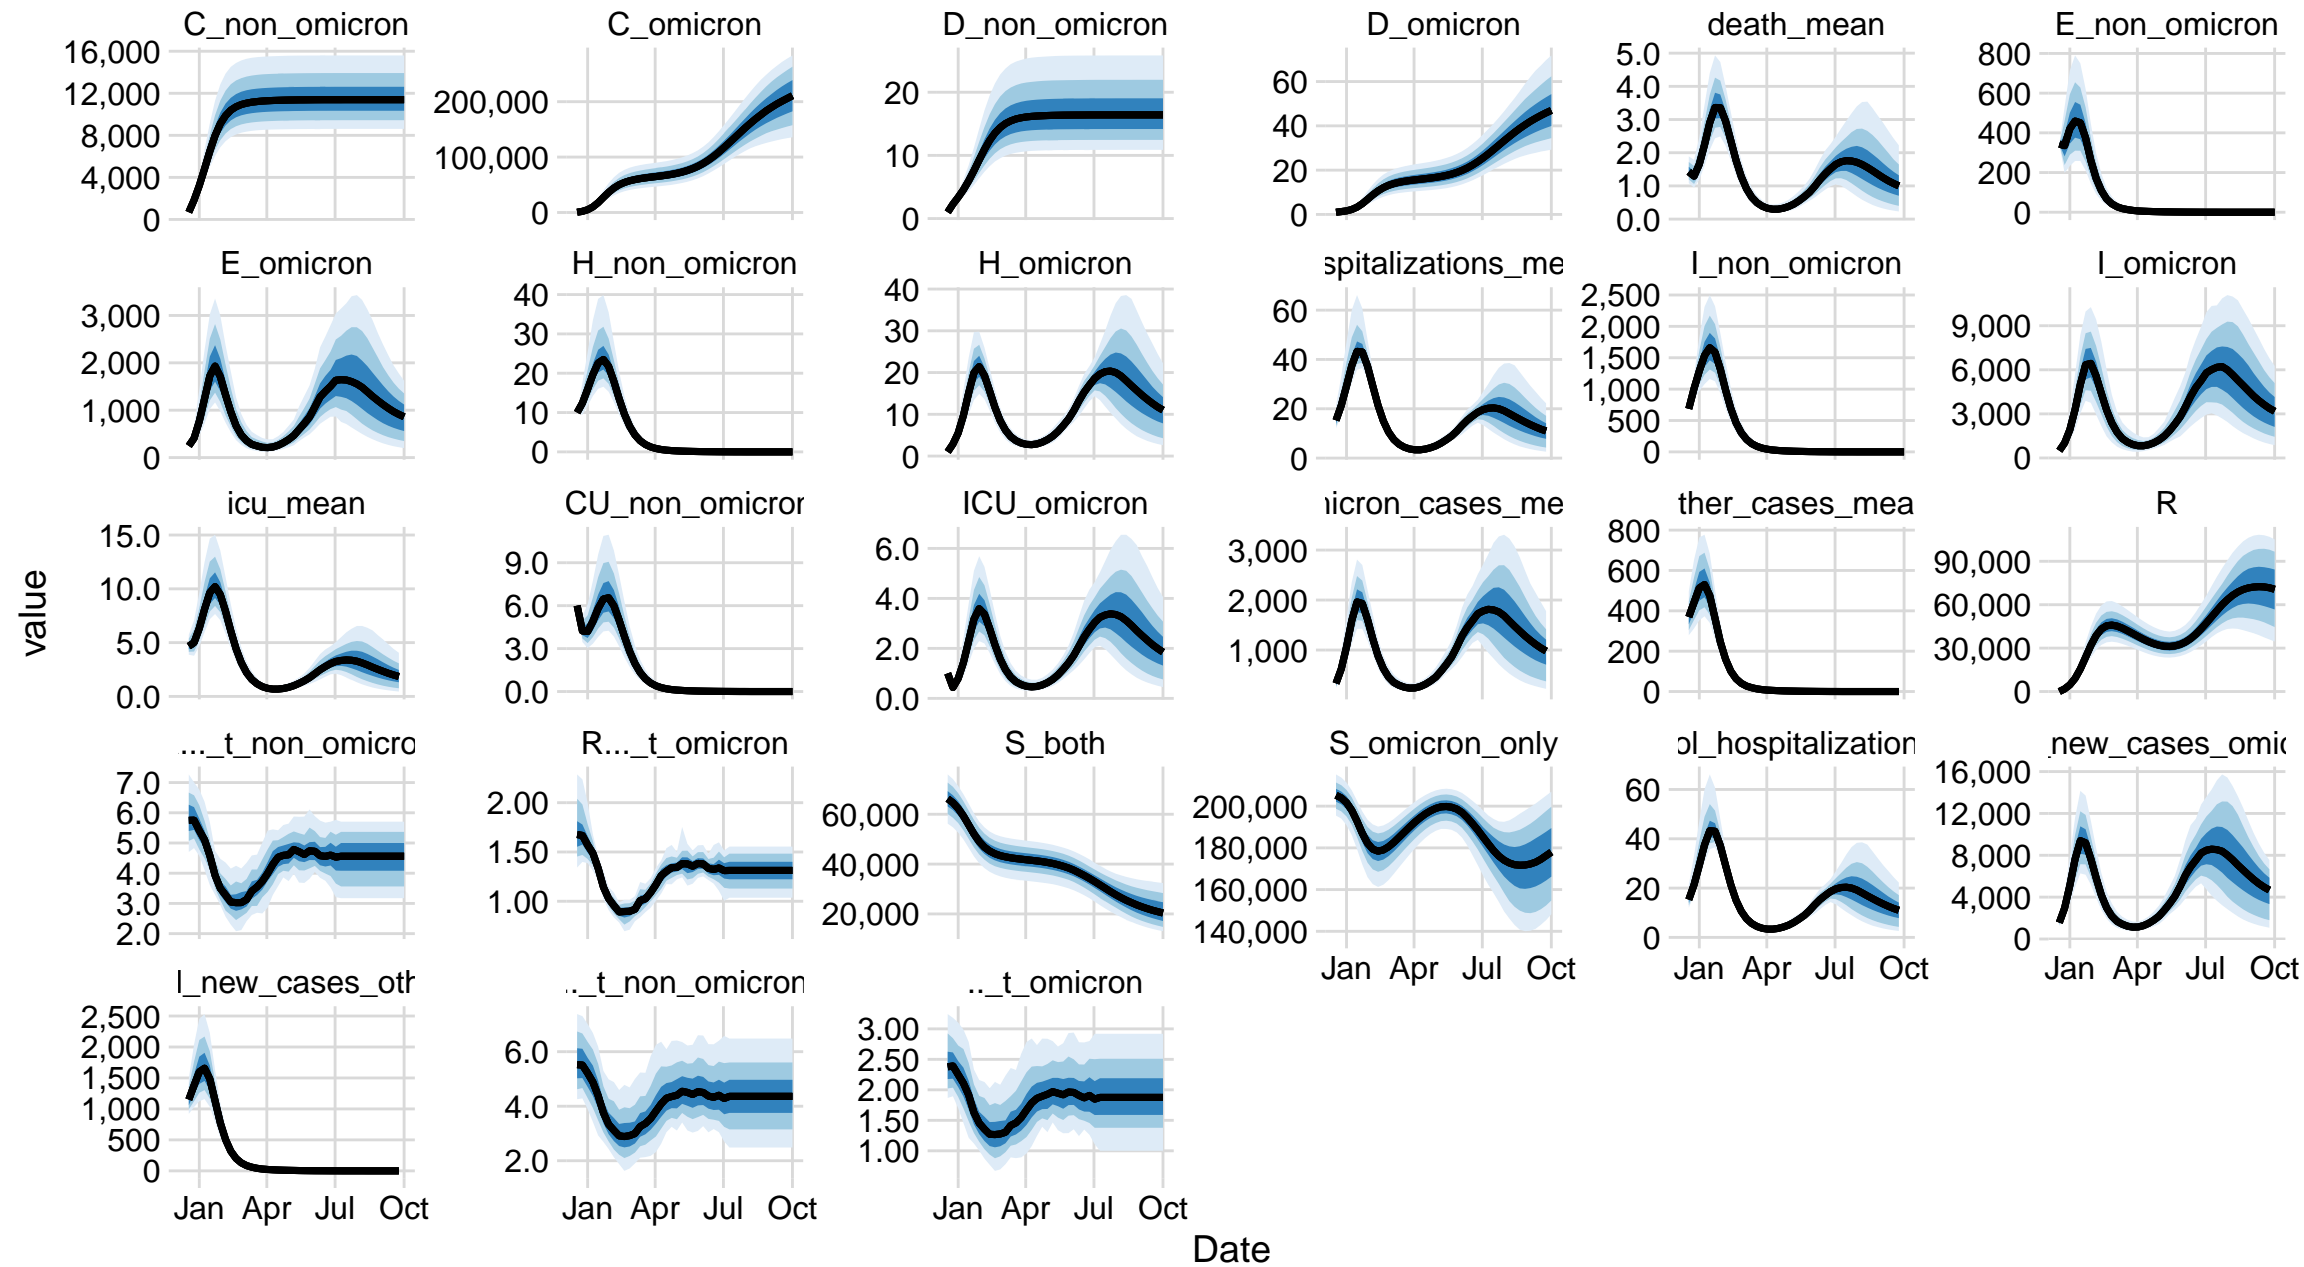 C_non_omicron C_omicron D_non_omicron D_omicron death_mean E_non_omicron
16,000 12,000 8,000 4,000 0
200,000 100,000 0
20 10 0
60 40 20 0
5.0 4.0 3.0 2.0 1.0 0.0
800 600 400 200 0
E_omicron H_non_omicron H_omicron spitalizations_me I_non_omicron I_omicron
3,000 2,000 1,000 0
40 30 20 10 0
40 30 20 10 0
60 40 20 0
2,500 2,000 1,500 1,000 500 0
9,000 6,000 3,000 0
icu_mean CU_non_omicror ICU_omicron nicron_cases_me ther_cases_mea R
15.0 10.0 5.0 0.0
9.0 6.0 3.0 0.0
6.0 4.0 2.0 0.0
3,000 2,000 1,000
800 600 400 200 0
90,000 60,000 30,000 0
value
..._t_non_omicro R..._t_omicron S_both S_omicron_only ol_hospitalization _new_cases_omic
7.0 6.0 5.0 4.0 3.0 2.0
2.00 1.50 1.00
60,000 40,000 20,000
200,000 180,000 160,000 140,000
60 40 20 0
16,000 12,000 8,000 4,000 0
Jan Apr Jul Oct
Jan Apr Jul Oct
Jan Apr Jul Oct
l_new_cases_oth .._t_non_omicron .._t_omicron
2,500 2,000 1,500 1,000 500 0
6.0 4.0 2.0
3.00 2.50 2.00 1.50 1.00
Jan Apr Jul Oct
Jan Apr Jul Oct
Jan Apr Jul Oct
Date